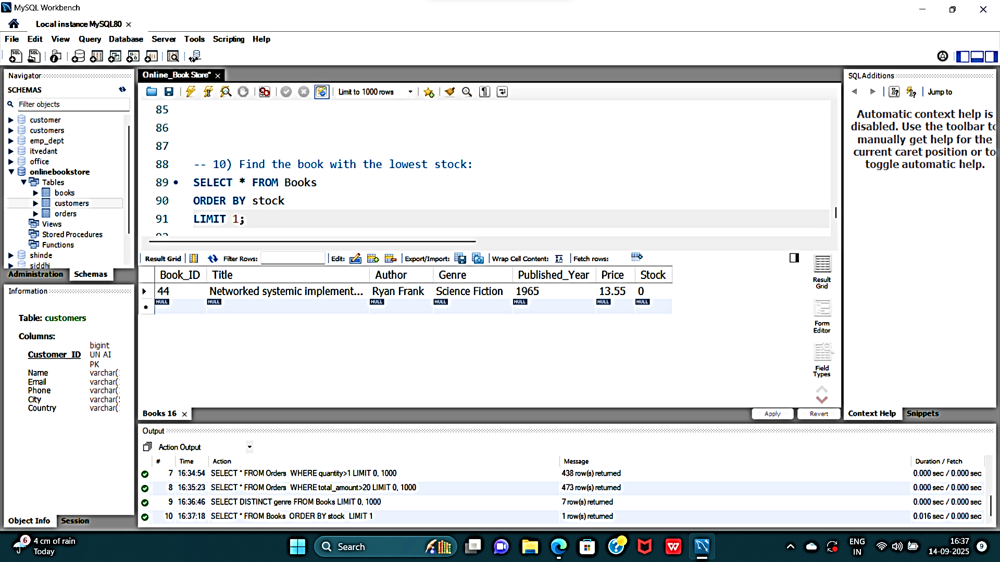 MySQL Workbench
Local instance MySQL80
File Edit View Query Database Server Tools Scripting Help
Navigator
SCHEMAS
Filter objects
customer
customers
emp_dept
itvedant
office
onlinebookstore
Tables
books
customers
orders
Views
Stored Procedures
Functions
shinde
siddhi
Administration Schemas
Information
Table: customers
Columns:
Customer_ID bigint UN AI PK
Name varchar(
Email varchar(
Phone varchar(
City varchar(
Country varchar(
Object Info Session
Online_Book Store*
Limit to 1000 rows
85
86
87
88 -- 10) Find the book with the lowest stock:
89 SELECT * FROM Books
90 ORDER BY stock
91 LIMIT 1;
92
Result Grid Filter Rows: Edit: Export/Import: Wrap Cell Content: Fetch rows:
Book_ID Title Author Genre Published_Year Price Stock
44 Networked systemic implement... Ryan Frank Science Fiction 1965 13.55 0
NULL NULL NULL NULL NULL NULL NULL
Result Grid
Form Editor
Field Types
Books 16
Apply Revert
SQLAdditions
Jump to
Automatic context help is
disabled. Use the toolbar to
manually get help for the
current caret position or to
toggle automatic help.
Context Help Snippets
Output
Action Output
# Time Action Message Duration / Fetch
7 16:34:54 SELECT * FROM Orders WHERE quantity>1 LIMIT 0, 1000 438 row(s) returned 0.000 sec / 0.000 sec
8 16:35:23 SELECT * FROM Orders WHERE total_amount>20 LIMIT 0, 1000 473 row(s) returned 0.000 sec / 0.000 sec
9 16:36:46 SELECT DISTINCT genre FROM Books LIMIT 0, 1000 7 row(s) returned 0.000 sec / 0.000 sec
10 16:37:18 SELECT * FROM Books ORDER BY stock LIMIT 1 1 row(s) returned 0.016 sec / 0.000 sec
6
4 cm of rain
Today
Search
ENG
IN
16:37
14-09-2025
9